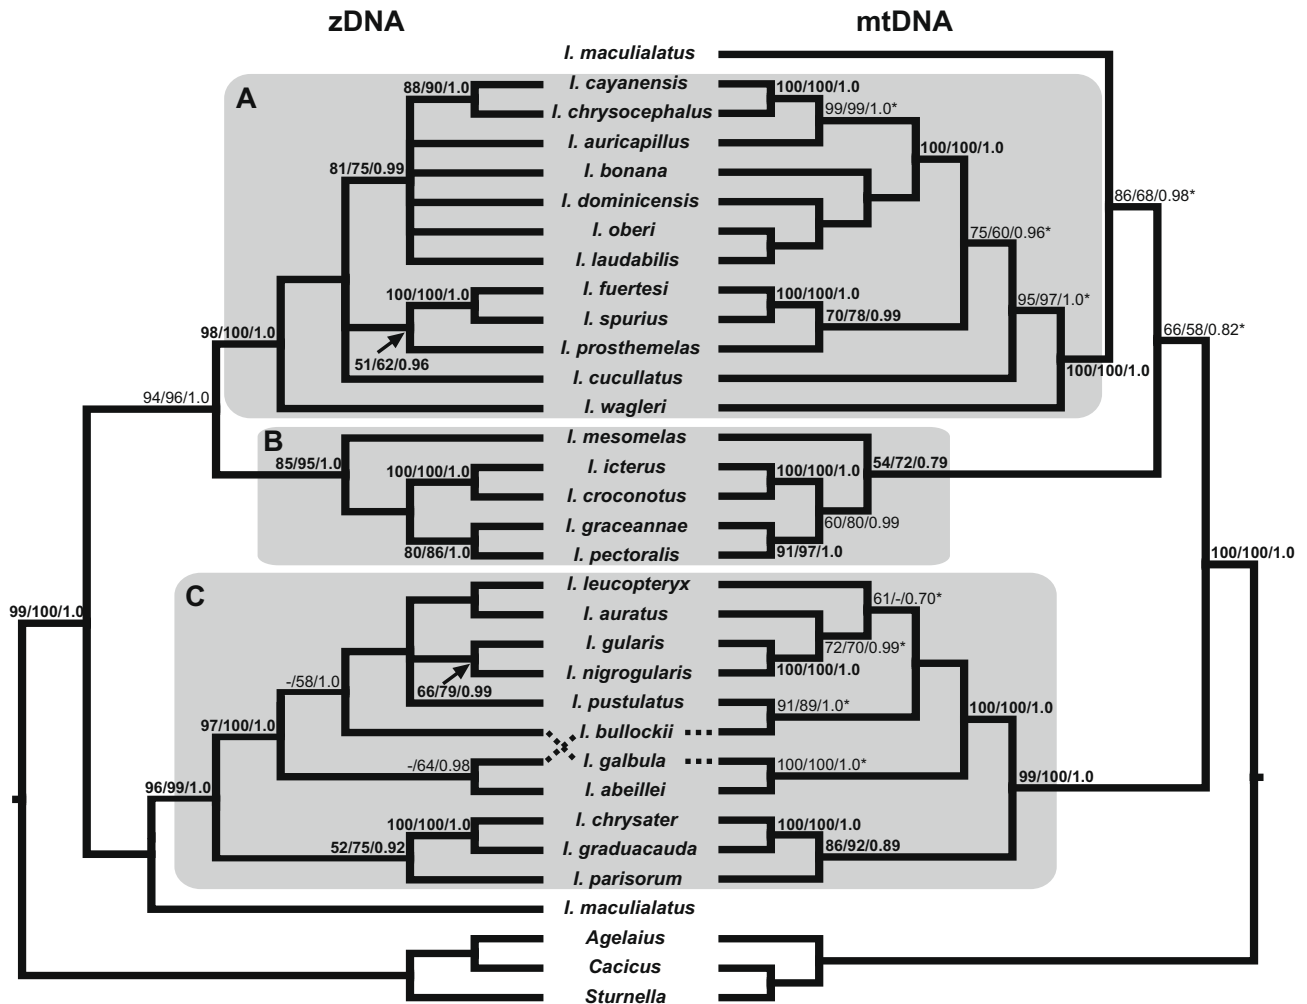 zDNA
mtDNA
I. maculialatus
A
88/90/1.0
I. cayanensis
100/100/1.0
I. chrysocephalus
99/99/1.0*
I. auricapillus
100/100/1.0
81/75/0.99
I. bonana
86/68/0.98*
I. dominicensis
I. oberi
75/60/0.96*
I. laudabilis
100/100/1.0
I. fuertesi
100/100/1.0
95/97/1.0*
I. spurius
70/78/0.99
98/100/1.0
66/58/0.82*
I. prosthemelas
51/62/0.96
I. cucullatus
100/100/1.0
94/96/1.0
I. wagleri
B
I. mesomelas
85/95/1.0
100/100/1.0
I. icterus
100/100/1.0
54/72/0.79
I. croconotus
I. graceannae
60/80/0.99
80/86/1.0
I. pectoralis
91/97/1.0
100/100/1.0
C
I. leucopteryx
61/-/0.70*
99/100/1.0
I. auratus
I. gularis
72/70/0.99*
I. nigrogularis
100/100/1.0
-/58/1.0
66/79/0.99
I. pustulatus
91/89/1.0*
100/100/1.0
97/100/1.0
I. bullockii
-/64/0.98
I. galbula
100/100/1.0*
99/100/1.0
96/99/1.0
I. abeillei
100/100/1.0
I. chrysater
100/100/1.0
52/75/0.92
I. graduacauda
86/92/0.89
I. parisorum
I. maculialatus
Agelaius
Cacicus
Sturnella